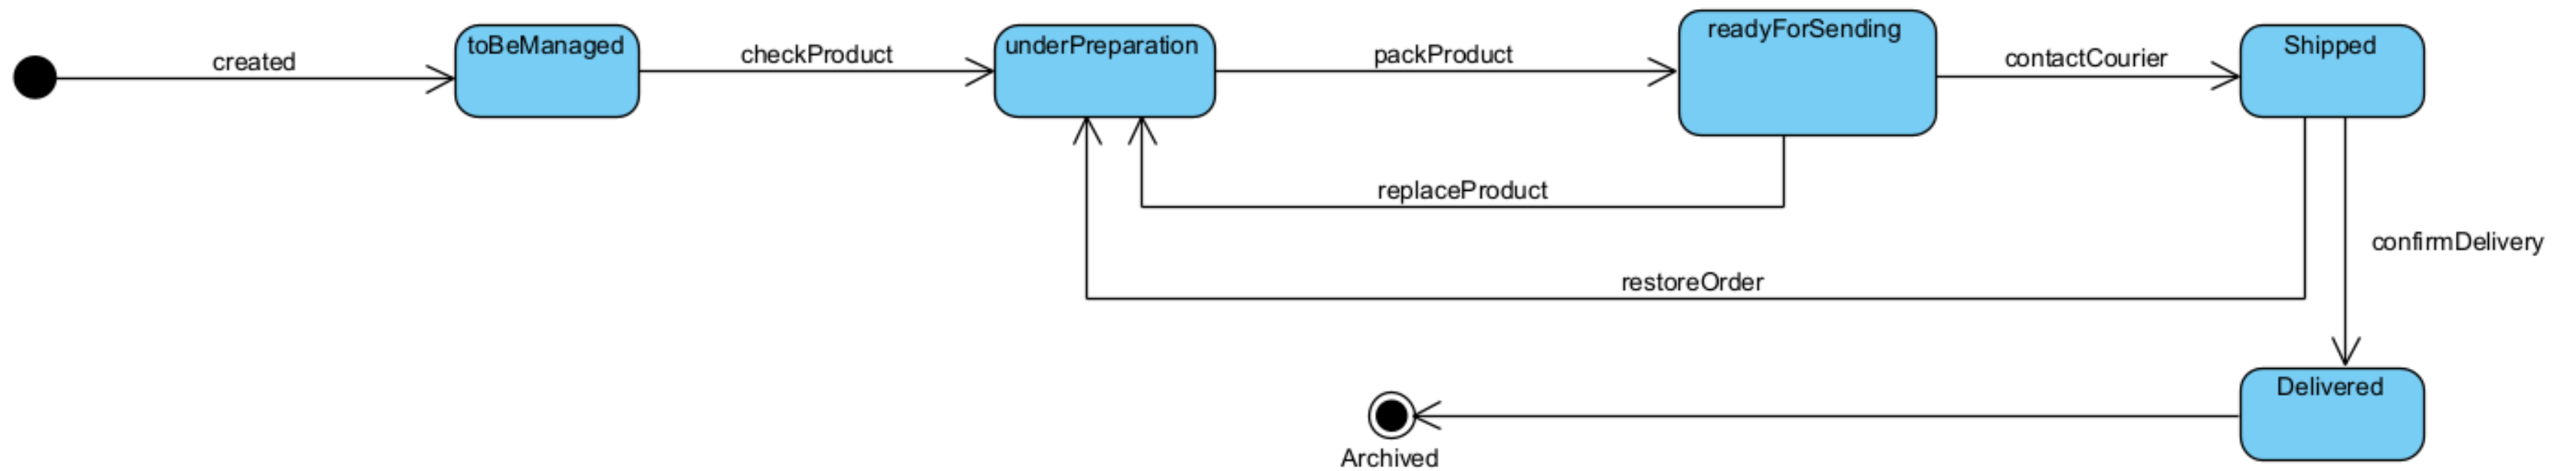 created
toBeManaged
checkProduct
underPreparation
packProduct
readyForSending
contactCourier
Shipped
replaceProduct
confirmDelivery
restoreOrder
Delivered
Archived